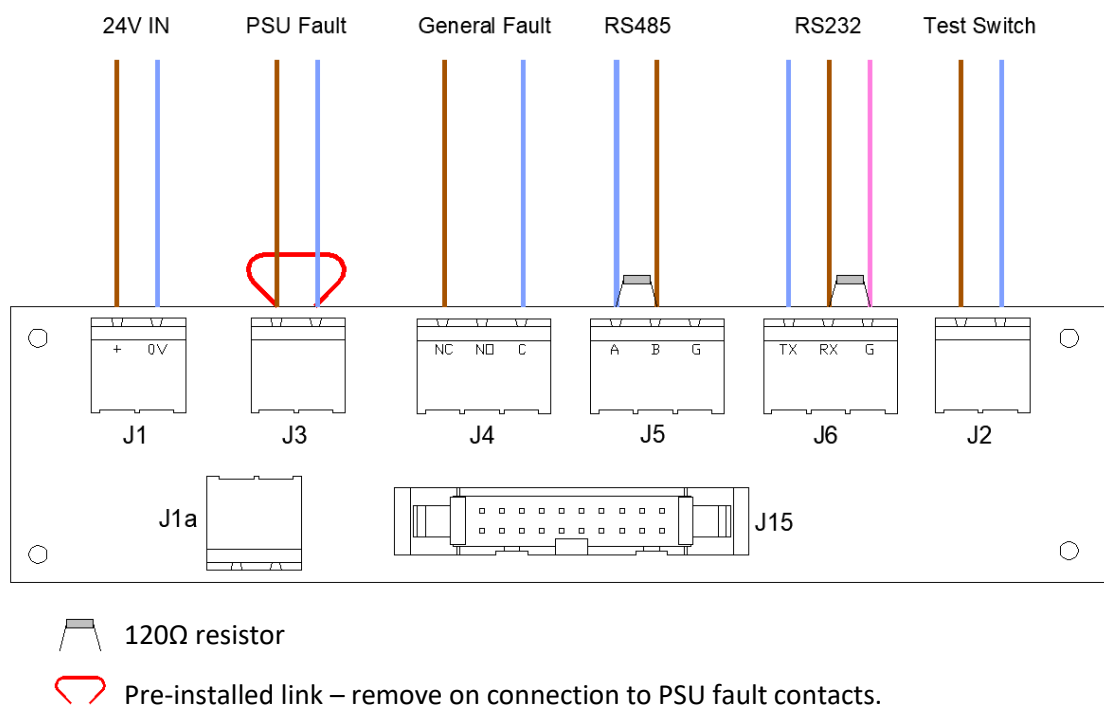 24V IN PSU Fault General Fault RS485 RS232 Test Switch
+ 0V NC NO C A B G TX RX G
J1 J3 J4 J5 J6 J2
J1a J15
120Ω resistor
Pre-installed link – remove on connection to PSU fault contacts.